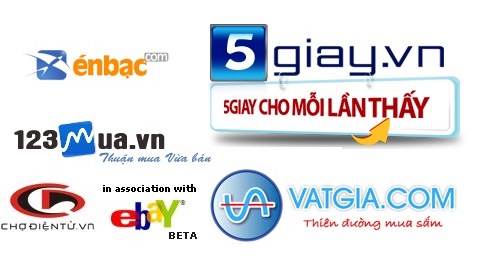 énbạc.com
5giay.vn
5GIAY CHO MỖI LẦN THẤY
123mua.vn
Thuận mua Vừa bán
CHỢĐIỆNTỬ.VN
in association with
ebaY
BETA
VATGIA.COM
Thiên đường mua sắm